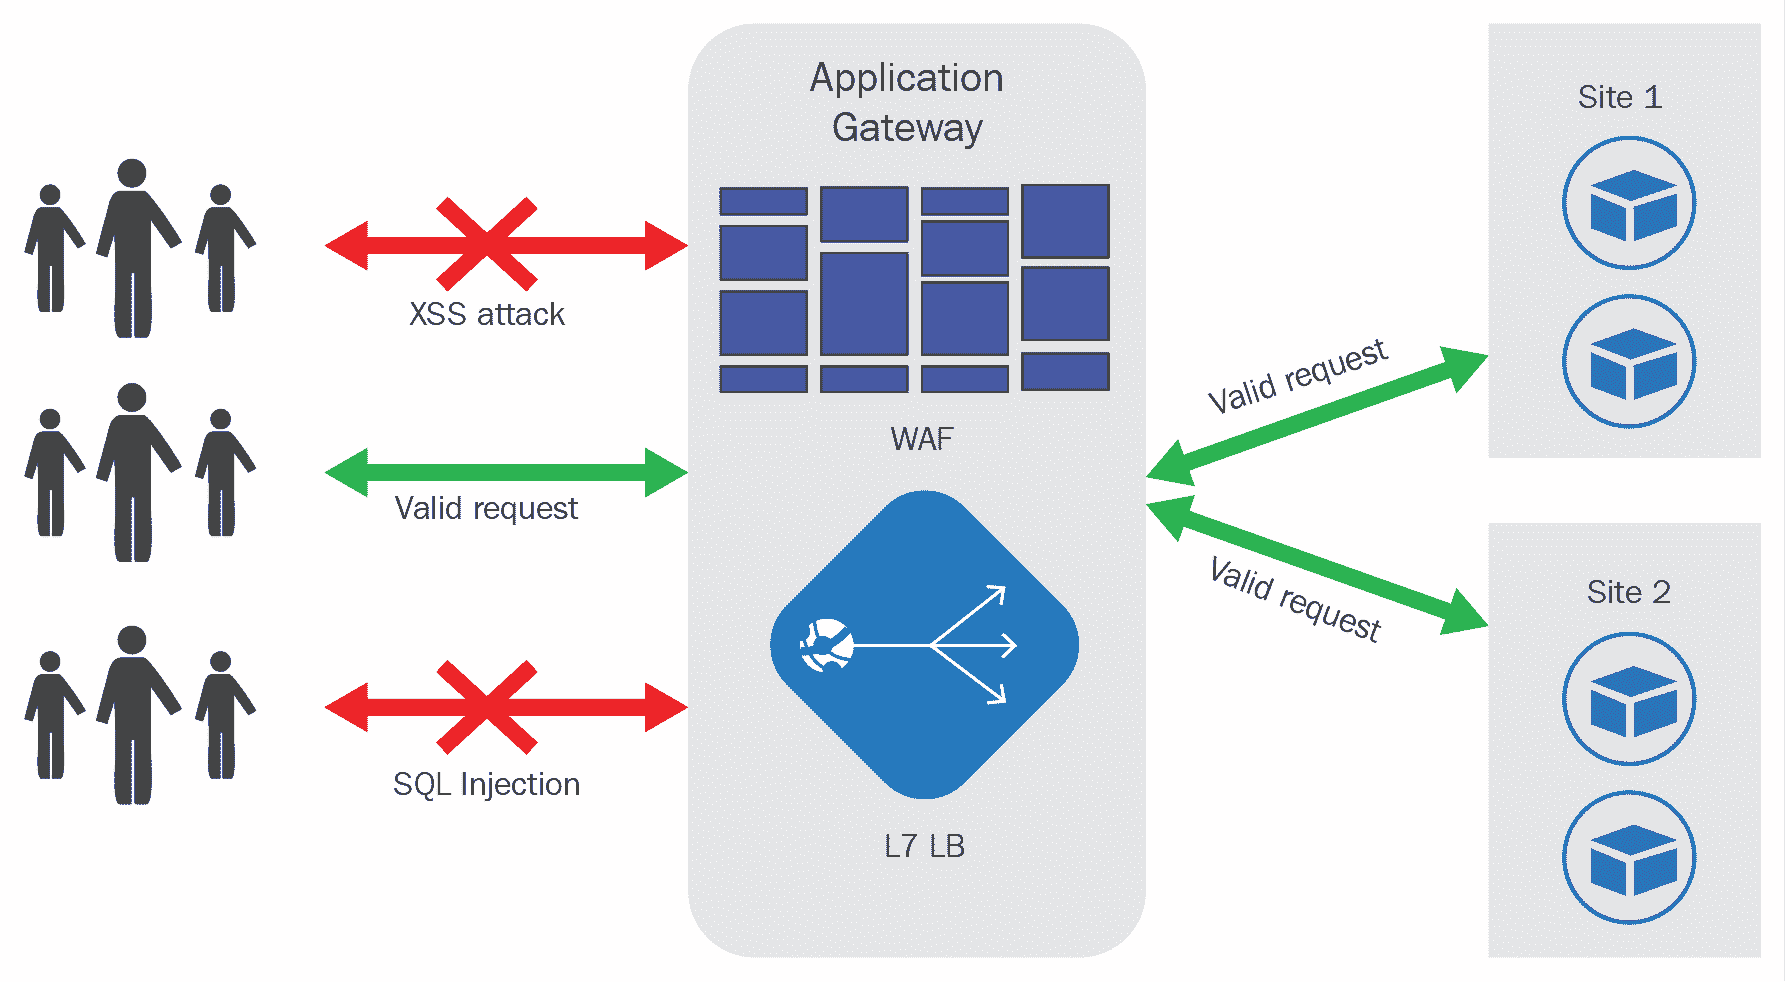 Application
Gateway
XSS attack
Valid request
SQL Injection
WAF
L7 LB
Valid request
Valid request
Site 1
Site 2